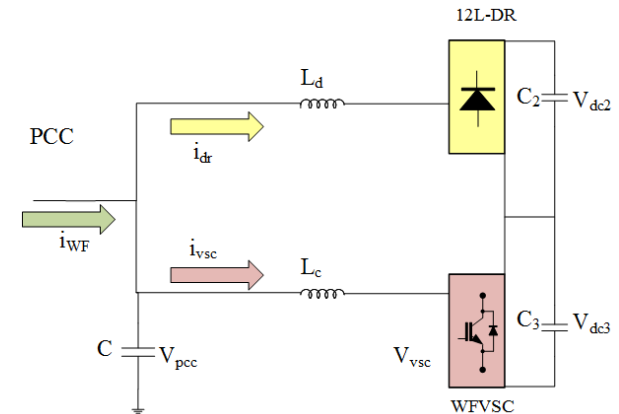 12L-DR
L_d
C_2
V_dc2
PCC
i_dr
i_WF
i_vsc
L_c
C
V_pcc
V_vsc
C_3
V_dc3
WFVSC